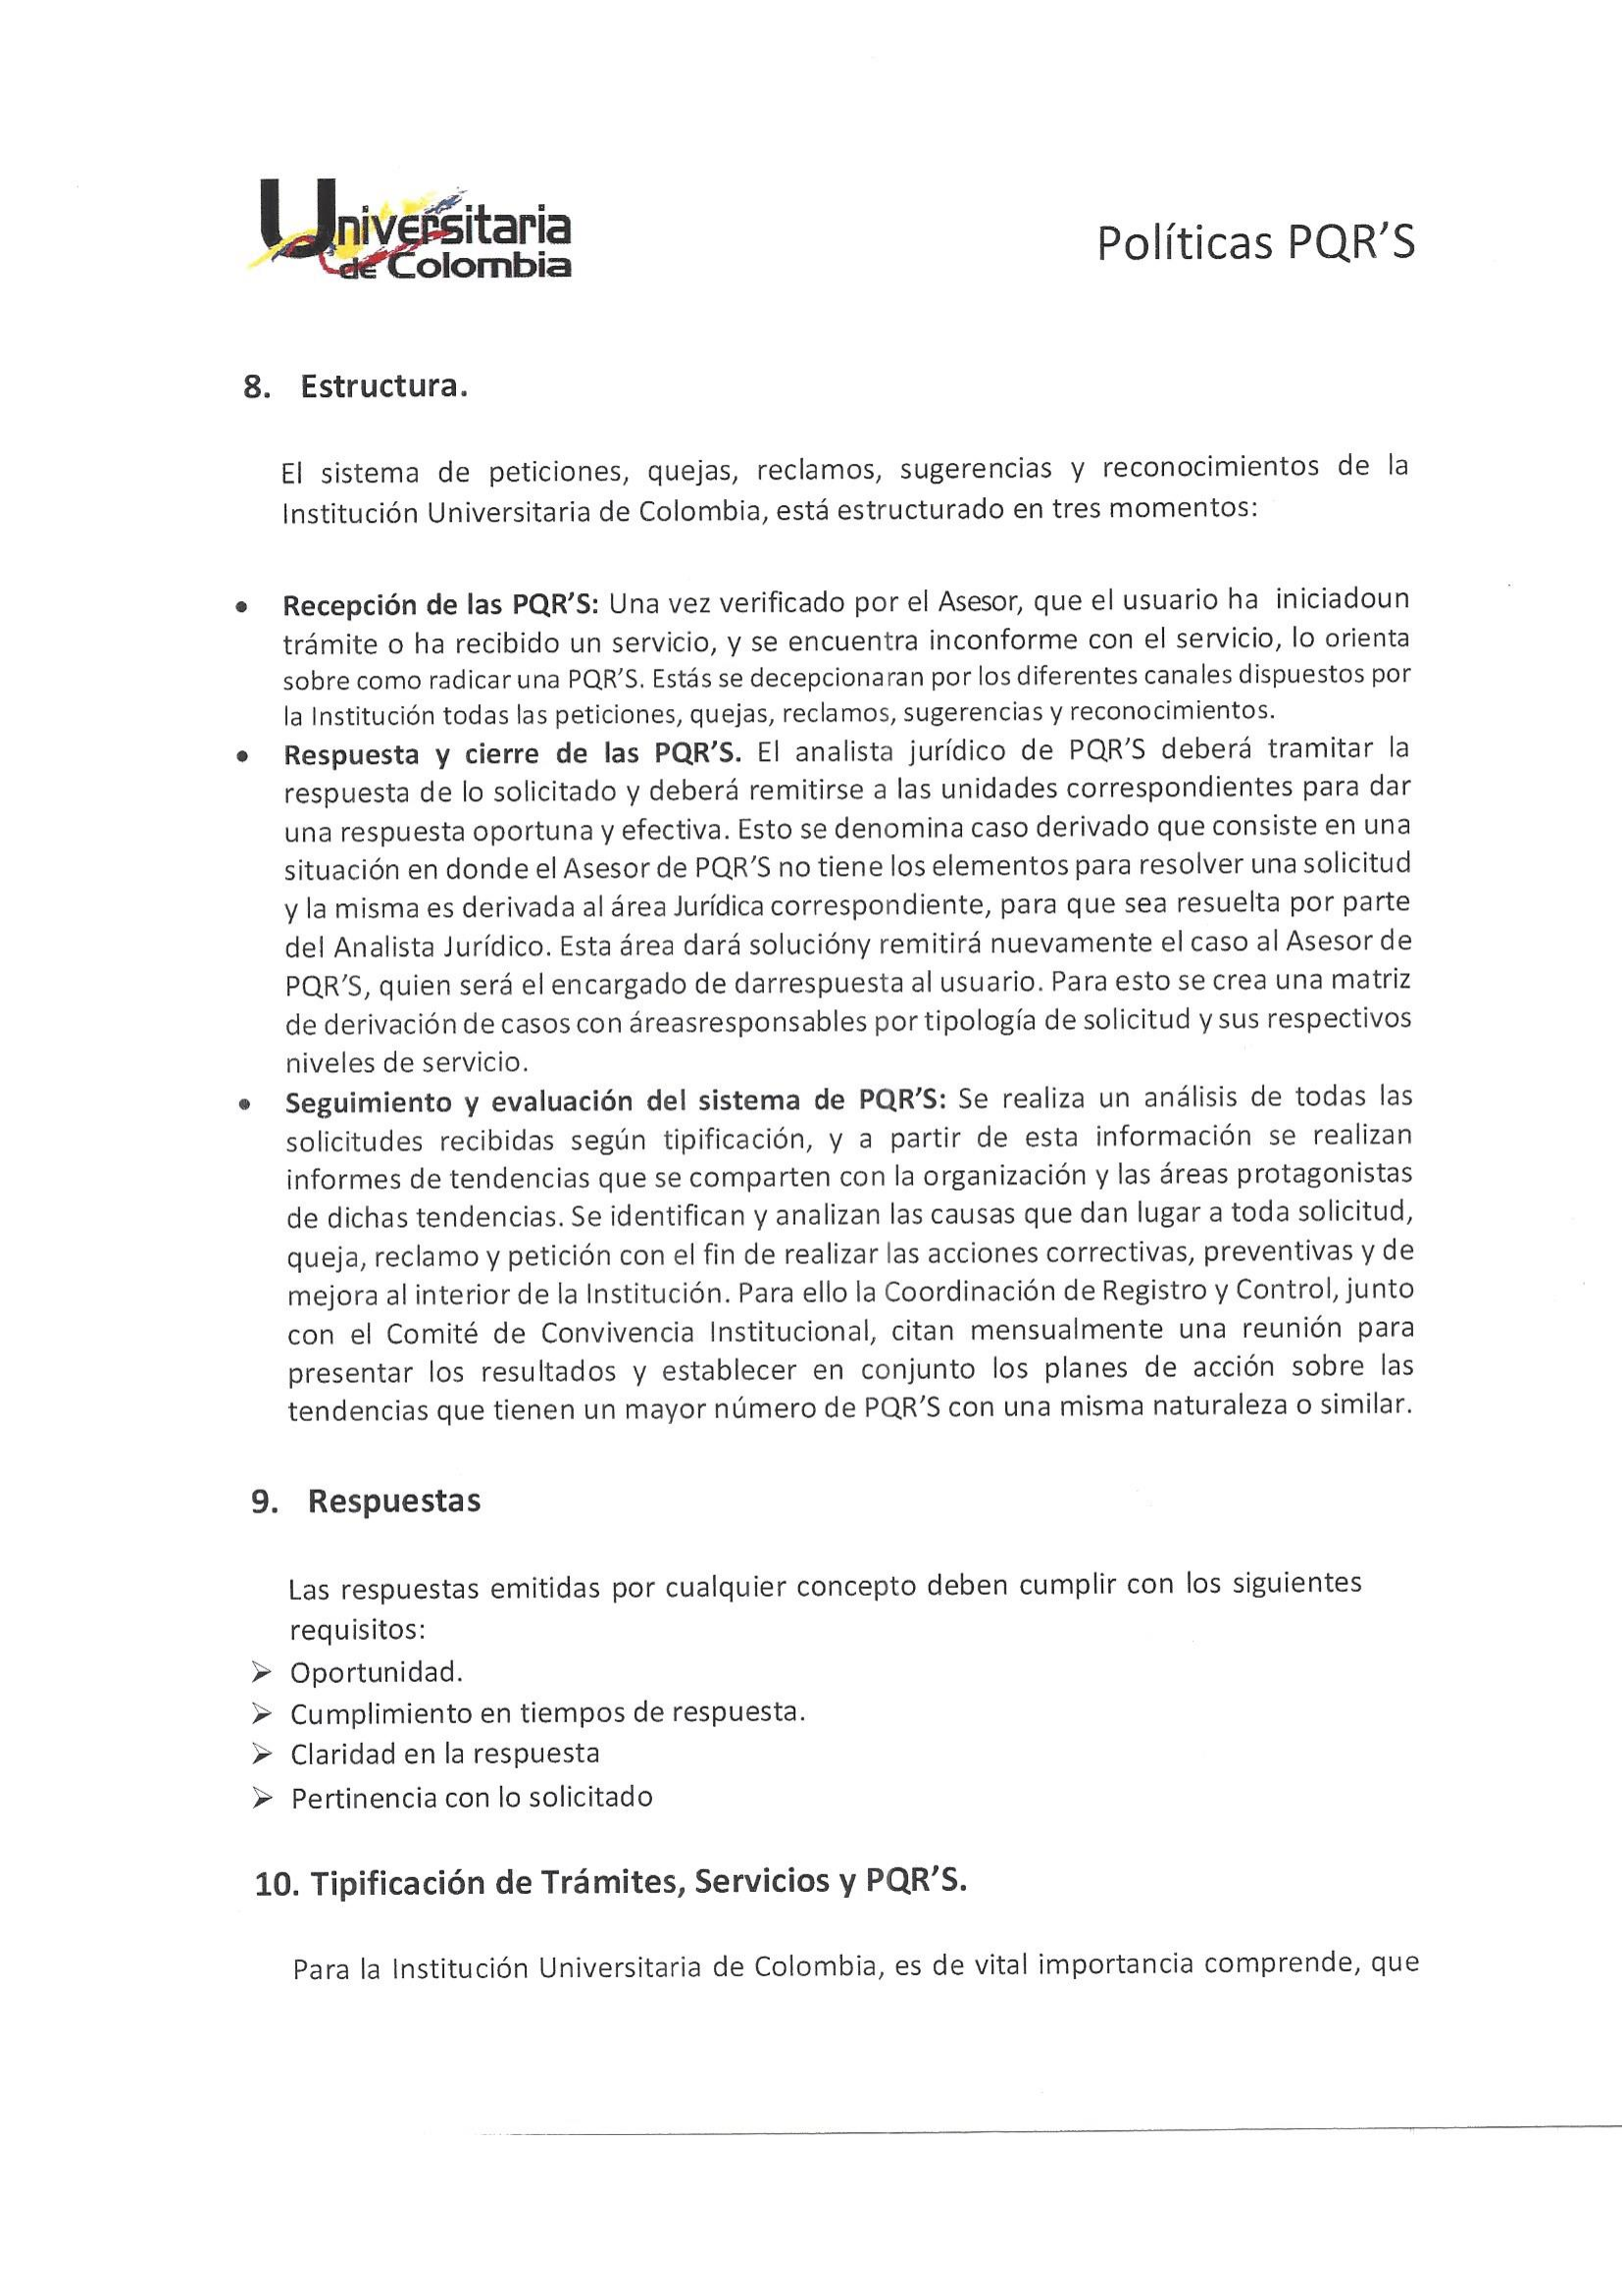 Universitaria
de Colombia
Políticas PQR'S
8. Estructura.
El sistema de peticiones, quejas, reclamos, sugerencias y reconocimientos de la
Institución Universitaria de Colombia, está estructurado en tres momentos:
• Recepción de las PQR'S: Una vez verificado por el Asesor, que el usuario ha iniciadoun
trámite o ha recibido un servicio, y se encuentra inconforme con el servicio, lo orienta
sobre como radicar una PQR'S. Estás se decepcionaran por los diferentes canales dispuestos por
la Institución todas las peticiones, quejas, reclamos, sugerencias y reconocimientos.
• Respuesta y cierre de las PQR'S. El analista jurídico de PQR'S deberá tramitar la
respuesta de lo solicitado y deberá remitirse a las unidades correspondientes para dar
una respuesta oportuna y efectiva. Esto se denomina caso derivado que consiste en una
situación en donde el Asesor de PQR'S no tiene los elementos para resolver una solicitud
y la misma es derivada al área Jurídica correspondiente, para que sea resuelta por parte
del Analista Jurídico. Esta área dará solucióny remitirá nuevamente el caso al Asesor de
PQR'S, quien será el encargado de darrespuesta al usuario. Para esto se crea una matriz
de derivación de casos con áreasresponsables por tipología de solicitud y sus respectivos
niveles de servicio.
• Seguimiento y evaluación del sistema de PQR'S: Se realiza un análisis de todas las
solicitudes recibidas según tipificación, y a partir de esta información se realizan
informes de tendencias que se comparten con la organización y las áreas protagonistas
de dichas tendencias. Se identifican y analizan las causas que dan lugar a toda solicitud,
queja, reclamo y petición con el fin de realizar las acciones correctivas, preventivas y de
mejora al interior de la Institución. Para ello la Coordinación de Registro y Control, junto
con el Comité de Convivencia Institucional, citan mensualmente una reunión para
presentar los resultados y establecer en conjunto los planes de acción sobre las
tendencias que tienen un mayor número de PQR'S con una misma naturaleza o similar.
9. Respuestas
Las respuestas emitidas por cualquier concepto deben cumplir con los siguientes
requisitos:
➢ Oportunidad.
➢ Cumplimiento en tiempos de respuesta.
➢ Claridad en la respuesta
➢ Pertinencia con lo solicitado
10. Tipificación de Trámites, Servicios y PQR'S.
Para la Institución Universitaria de Colombia, es de vital importancia comprende, que